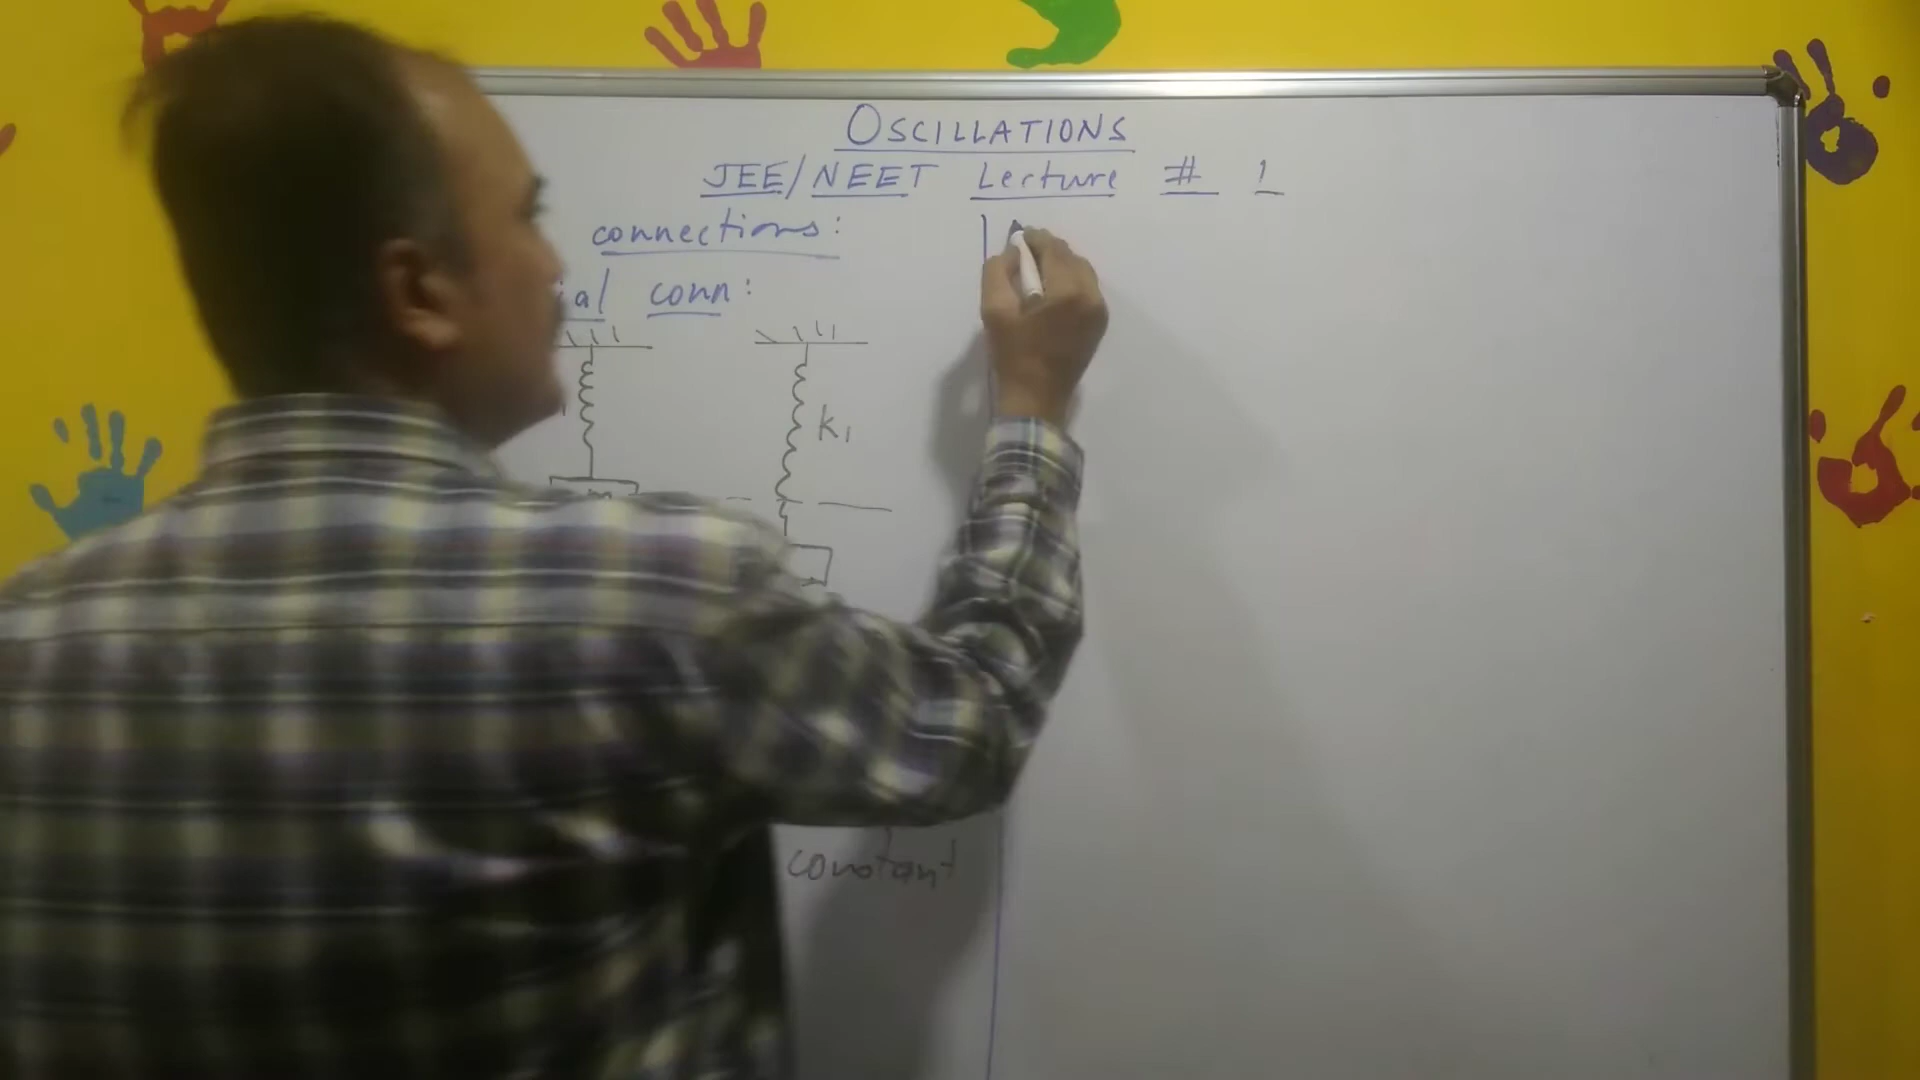 OSCILLATIONS
JEE/NEET Lecture # 1
connections:
conn:
K1
m
constant